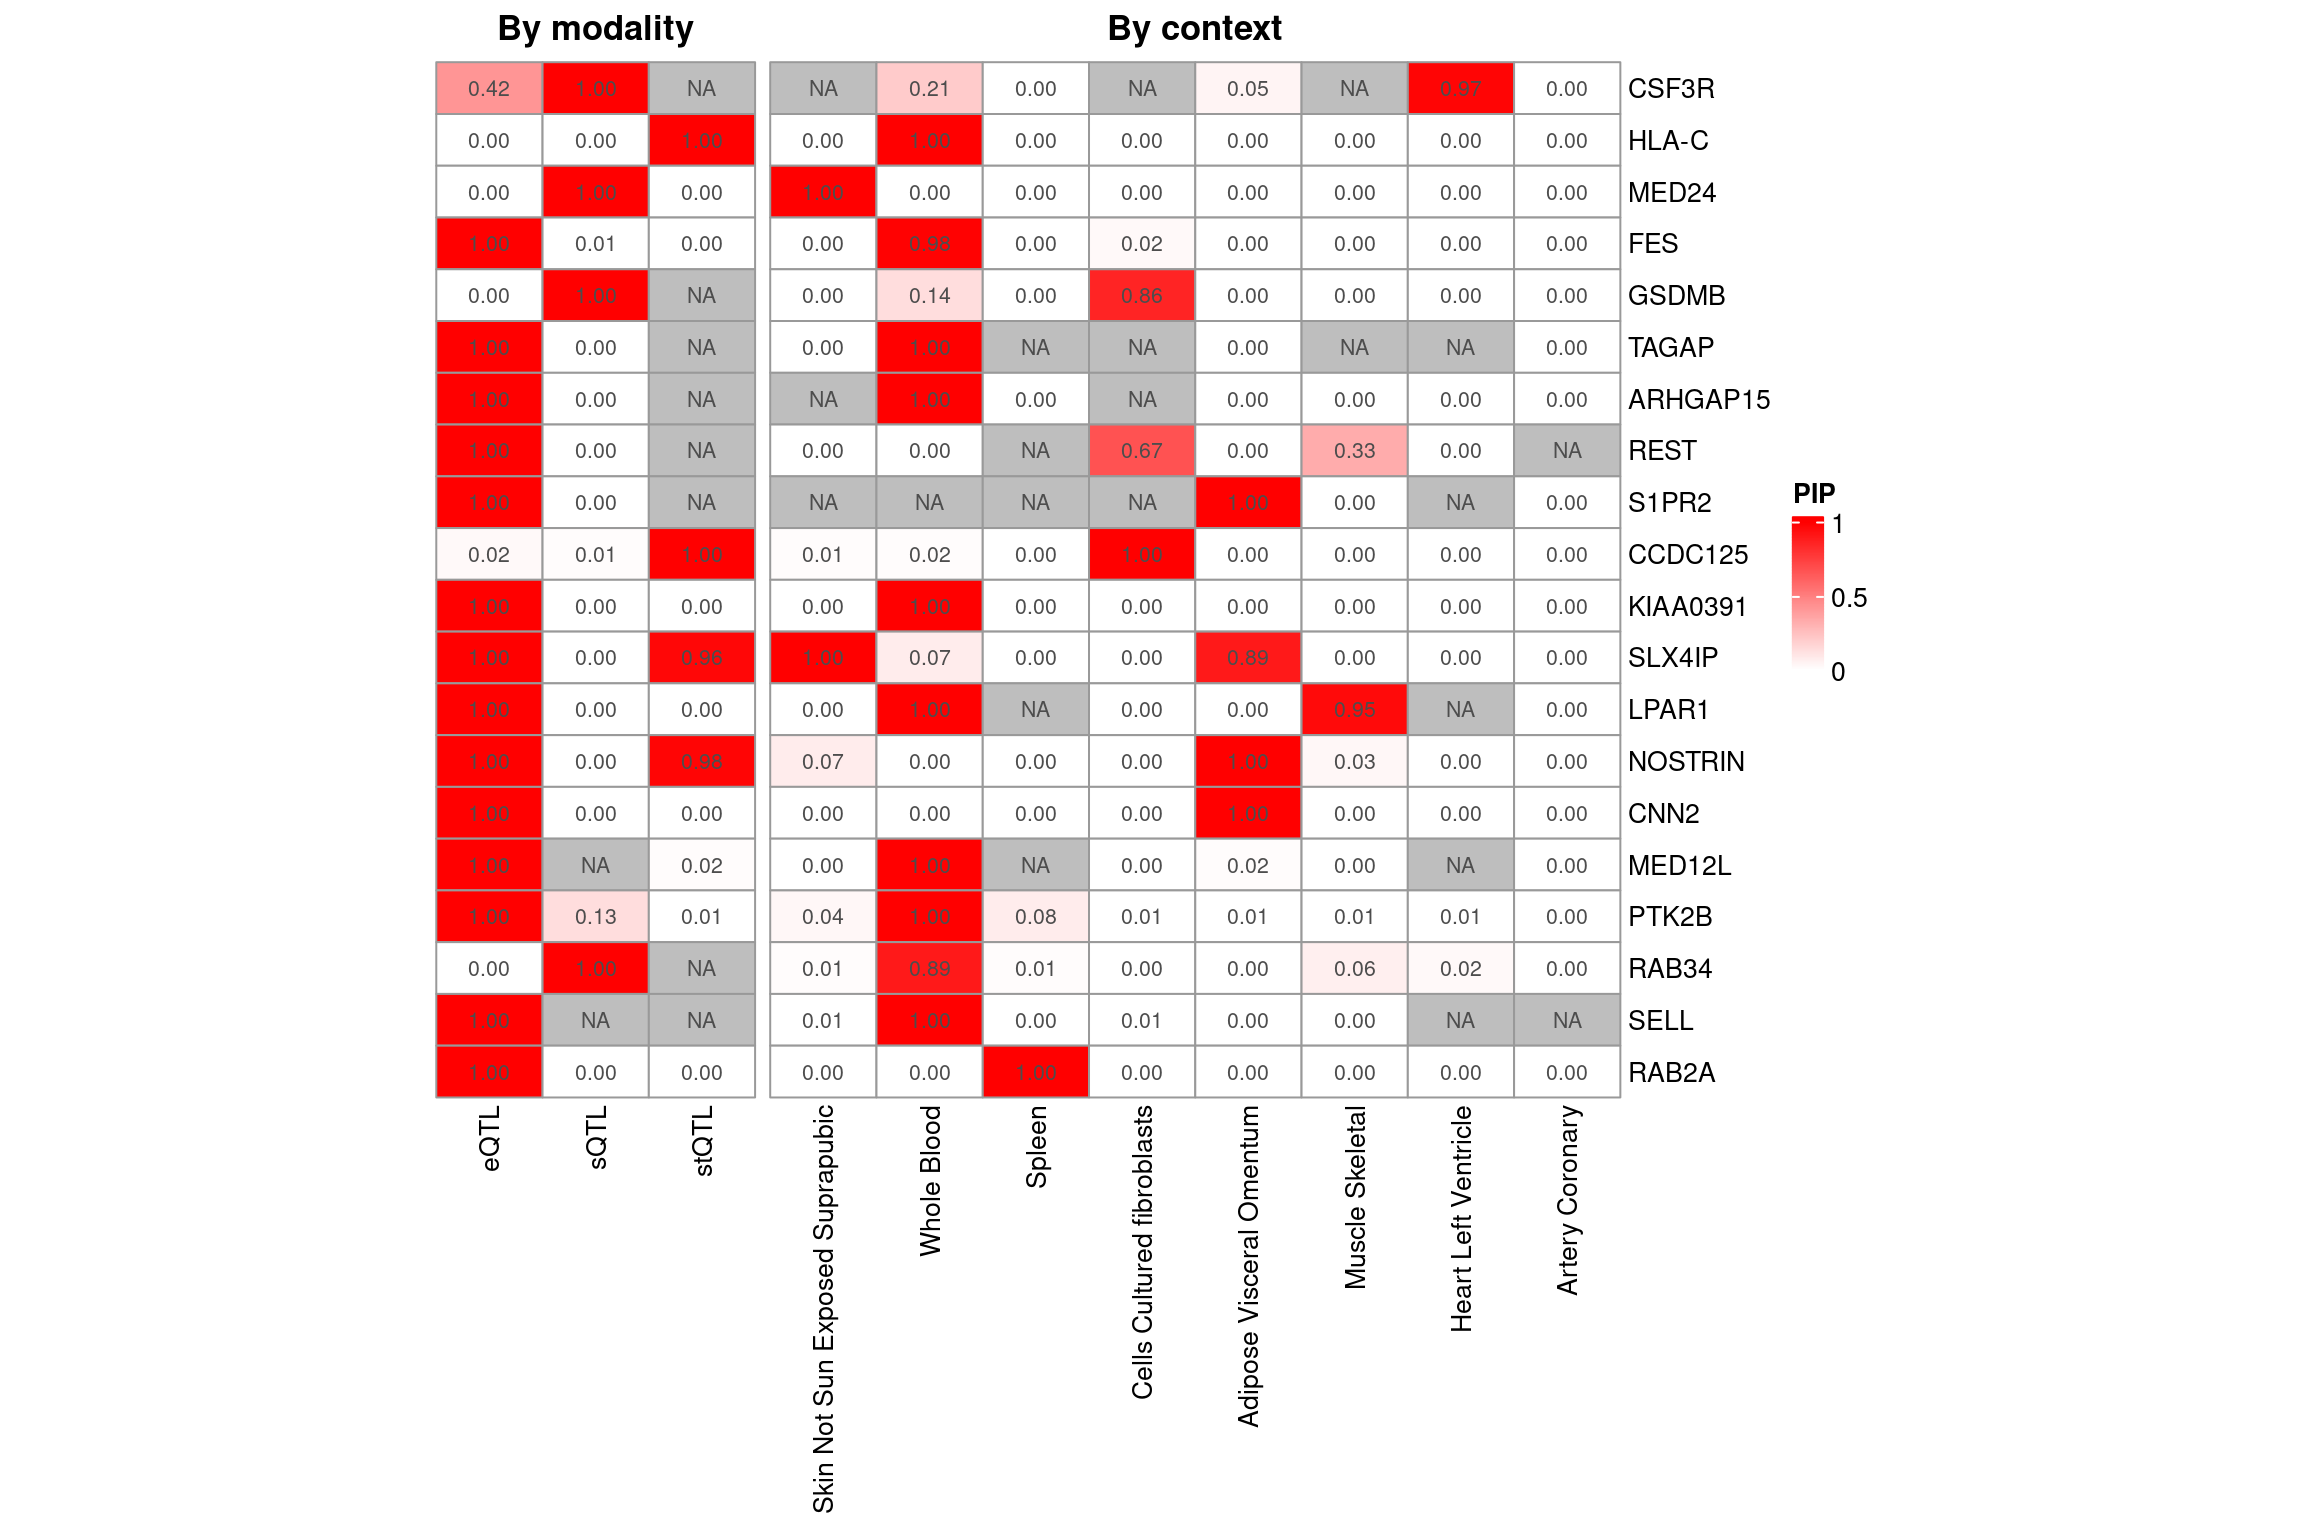 By modality By context
0.42 1.00 NA NA 0.21 0.00 NA 0.05 NA 0.97 0.00 CSF3R
0.00 0.00 1.00 0.00 1.00 0.00 0.00 0.00 0.00 0.00 0.00 HLA-C
0.00 1.00 0.00 1.00 0.00 0.00 0.00 0.00 0.00 0.00 0.00 MED24
1.00 0.01 0.00 0.00 0.98 0.00 0.02 0.00 0.00 0.00 0.00 FES
0.00 1.00 NA 0.00 0.14 0.00 0.86 0.00 0.00 0.00 0.00 GSDMB
1.00 0.00 NA 0.00 1.00 NA NA 0.00 NA NA 0.00 TAGAP
1.00 0.00 NA NA 1.00 0.00 NA 0.00 0.00 0.00 0.00 ARHGAP15
1.00 0.00 NA 0.00 0.00 NA 0.67 0.00 0.33 0.00 NA REST
1.00 0.00 NA NA NA NA NA 1.00 0.00 NA 0.00 S1PR2
0.02 0.01 1.00 0.01 0.02 0.00 1.00 0.00 0.00 0.00 0.00 CCDC125
1.00 0.00 0.00 0.00 1.00 0.00 0.00 0.00 0.00 0.00 0.00 KIAA0391
1.00 0.00 0.96 1.00 0.07 0.00 0.00 0.89 0.00 0.00 0.00 SLX4IP
1.00 0.00 0.00 0.00 1.00 NA 0.00 0.00 0.95 NA 0.00 LPAR1
1.00 0.00 0.98 0.07 0.00 0.00 0.00 1.00 0.03 0.00 0.00 NOSTRIN
1.00 0.00 0.00 0.00 0.00 0.00 0.00 1.00 0.00 0.00 0.00 CNN2
1.00 NA 0.02 0.00 1.00 NA 0.00 0.02 0.00 NA 0.00 MED12L
1.00 0.13 0.01 0.04 1.00 0.08 0.01 0.01 0.01 0.01 0.00 PTK2B
0.00 1.00 NA 0.01 0.89 0.01 0.00 0.00 0.06 0.02 0.00 RAB34
1.00 NA NA 0.01 1.00 0.00 0.01 0.00 0.00 NA NA SELL
1.00 0.00 0.00 0.00 0.00 1.00 0.00 0.00 0.00 0.00 0.00 RAB2A
eQTL
sQTL
stQTL
Skin Not Sun Exposed Suprapubic
Whole Blood
Spleen
Cells Cultured fibroblasts
Adipose Visceral Omentum
Muscle Skeletal
Heart Left Ventricle
Artery Coronary
PIP
1
0.5
0